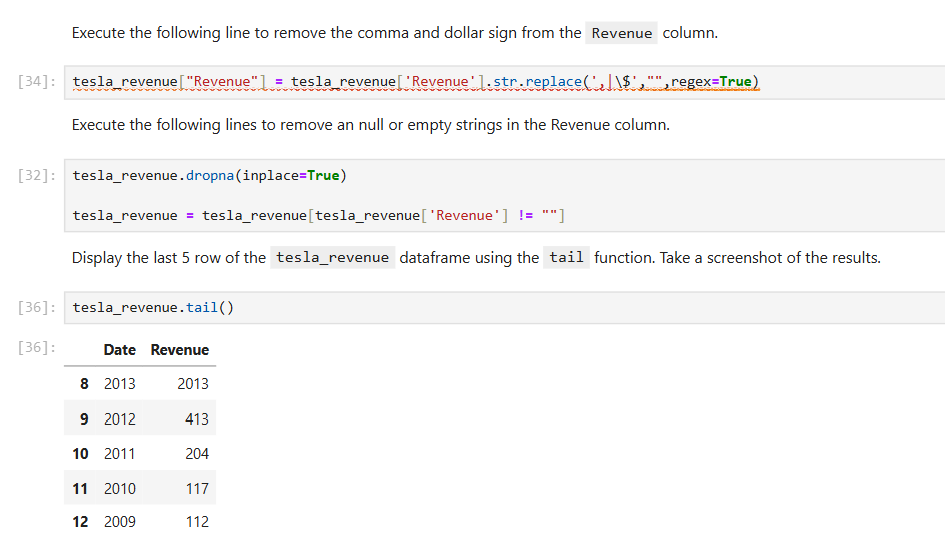 Execute the following line to remove the comma and dollar sign from the Revenue column.
[34]: tesla_revenue["Revenue"] = tesla_revenue['Revenue'].str.replace(',|\$',"",regex=True)
Execute the following lines to remove an null or empty strings in the Revenue column.
[32]: tesla_revenue.dropna(inplace=True)
tesla_revenue = tesla_revenue[tesla_revenue['Revenue'] != ""]
Display the last 5 row of the tesla_revenue dataframe using the tail function. Take a screenshot of the results.
[36]: tesla_revenue.tail()
[36]: Date Revenue
8 2013 2013
9 2012 413
10 2011 204
11 2010 117
12 2009 112